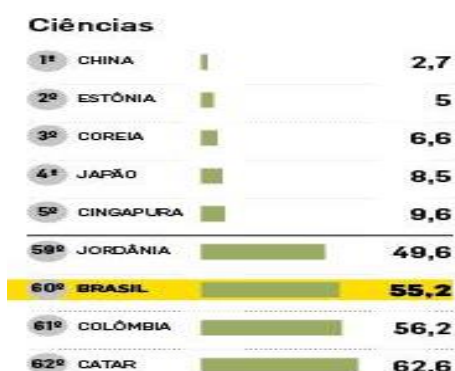 Ciências
1º CHINA 2,7
2º ESTÔNIA 5
3º COREIA 6,6
4º JAPÃO 8,5
5º CINGAPURA 9,6
59º JORDÂNIA 49,6
60º BRASIL 55,2
61º COLÔMBIA 56,2
62º CATAR 62,6